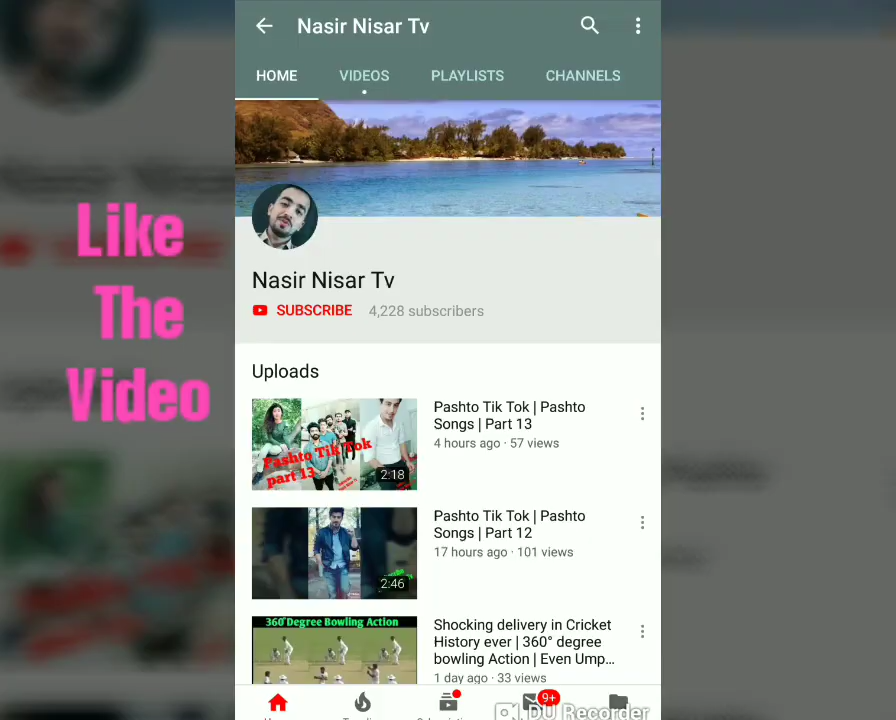 Nasir Nisar Tv
HOME VIDEOS PLAYLISTS CHANNELS
Like
The
Video
Nasir Nisar Tv
SUBSCRIBE 4,228 subscribers
Uploads
Pashto Tik Tok
part 13
2:18
Pashto Tik Tok | Pashto
Songs | Part 13
4 hours ago · 57 views
2:46
Pashto Tik Tok | Pashto
Songs | Part 12
17 hours ago · 101 views
360°Degree Bowling Action
Shocking delivery in Cricket
History ever | 360° degree
bowling Action | Even Ump...
1 day ago · 33 views
9+
DU Recorder